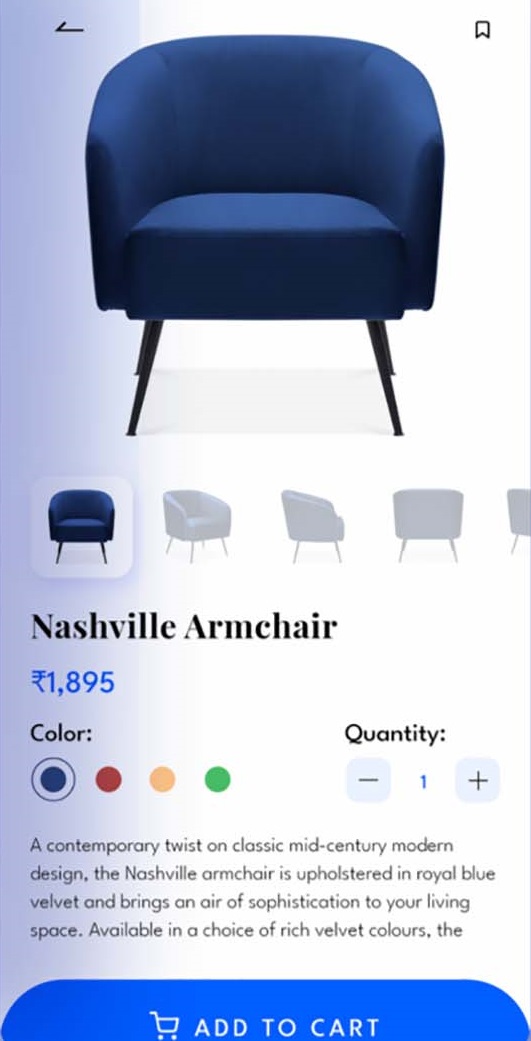 Nashville Armchair
₹1,895
Color:
Quantity:
1
A contemporary twist on classic mid-century modern
design, the Nashville armchair is upholstered in royal blue
velvet and brings an air of sophistication to your living
space. Available in a choice of rich velvet colours, the
ADD TO CART